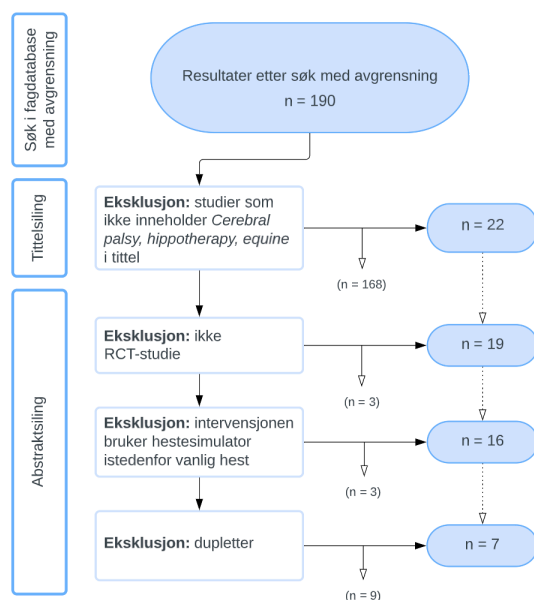 Søk i fagdatabase
med avgrensning
Resultater etter søk med avgrensning
n = 190
Tittelsiling
Eksklusjon: studier som
ikke inneholder Cerebral
palsy, hippotherapy, equine
i tittel
n = 22
(n = 168)
Abstraktsiling
Eksklusjon: ikke
RCT-studie
n = 19
(n = 3)
Eksklusjon: intervensjonen
bruker hestesimulator
istedenfor vanlig hest
n = 16
(n = 3)
Eksklusjon: dupletter
n = 7
(n = 9)